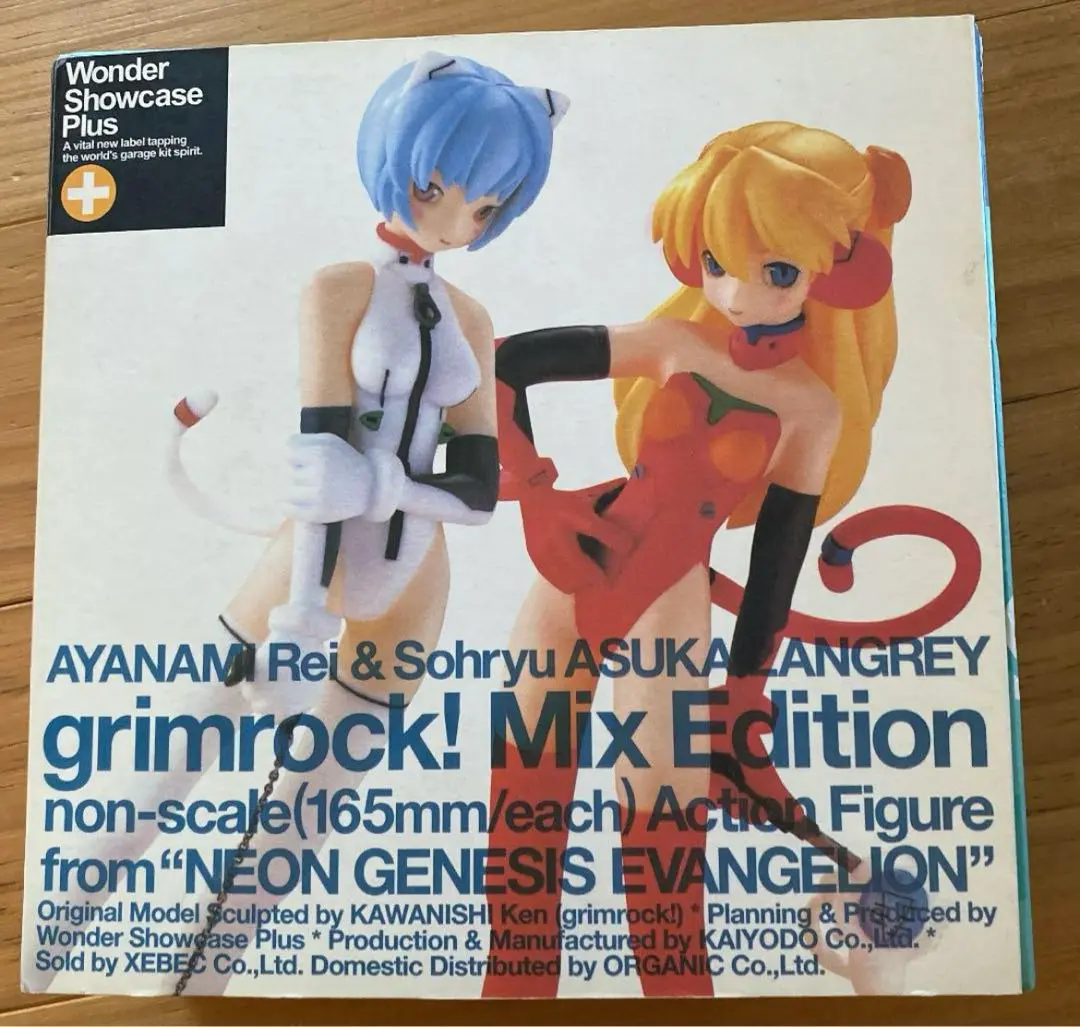 Wonder
Showcase
Plus
A vital new label tapping
the world's garage kit spirit.
AYANAMI Rei & Sohryu ASUKA LANGREY
grimrock! Mix Edition
non-scale(165mm/each) Action Figure
from “NEON GENESIS EVANGELION”
Original Model Sculpted by KAWANISHI Ken (grimrock!) * Planning & Produced by
Wonder Showcase Plus * Production & Manufactured by KAIYODO Co.,Ltd. *
Sold by XEBEC Co.,Ltd. Domestic Distributed by ORGANIC Co.,Ltd.